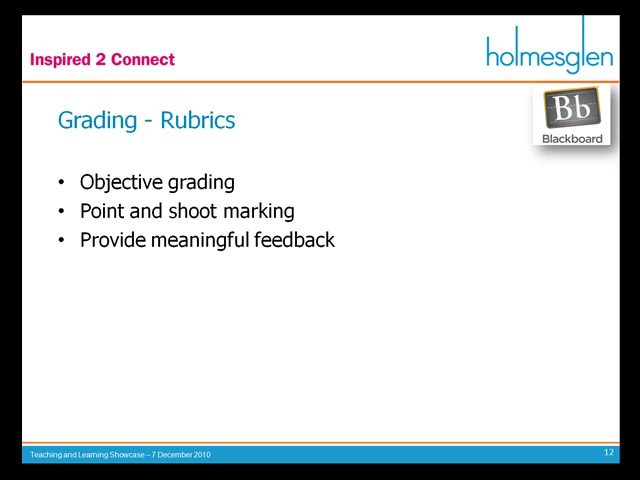 Inspired 2 Connect
holmesglen
Bb
Blackboard
Grading - Rubrics
• Objective grading
• Point and shoot marking
• Provide meaningful feedback
Teaching and Learning Showcase – 7 December 2010
12